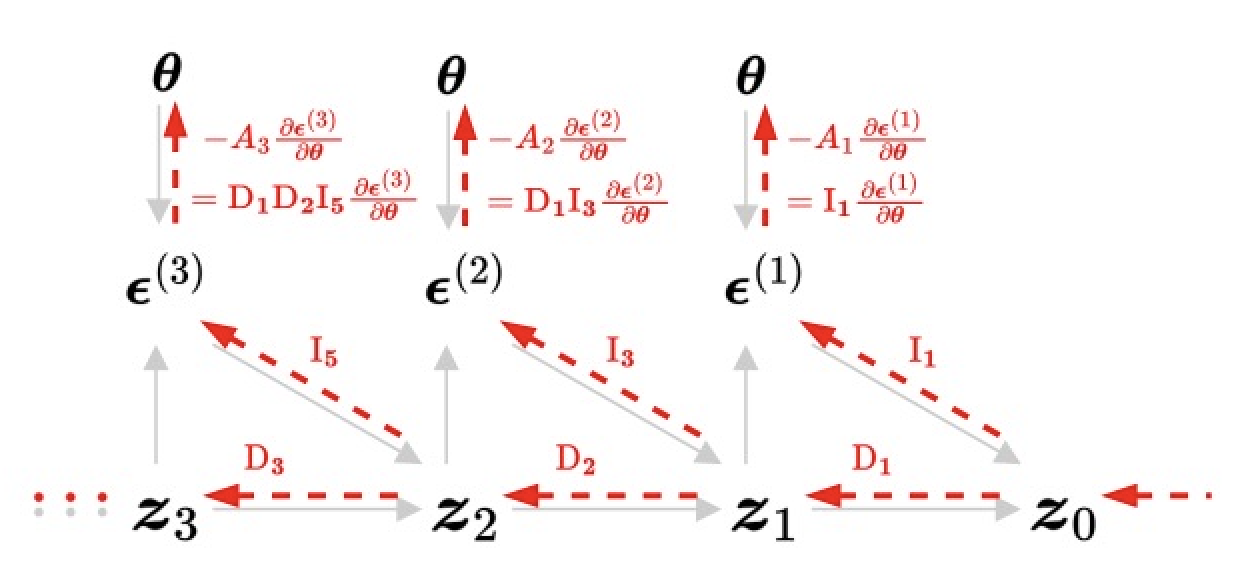 θ θ θ
−A₃ ∂ϵ⁽³⁾/∂θ −A₂ ∂ϵ⁽²⁾/∂θ −A₁ ∂ϵ⁽¹⁾/∂θ
= D₁D₂I₅ ∂ϵ⁽³⁾/∂θ = D₁I₃ ∂ϵ⁽²⁾/∂θ = I₁ ∂ϵ⁽¹⁾/∂θ
ϵ⁽³⁾ ϵ⁽²⁾ ϵ⁽¹⁾
I₅ I₃ I₁
D₃ D₂ D₁
z₃ z₂ z₁ z₀